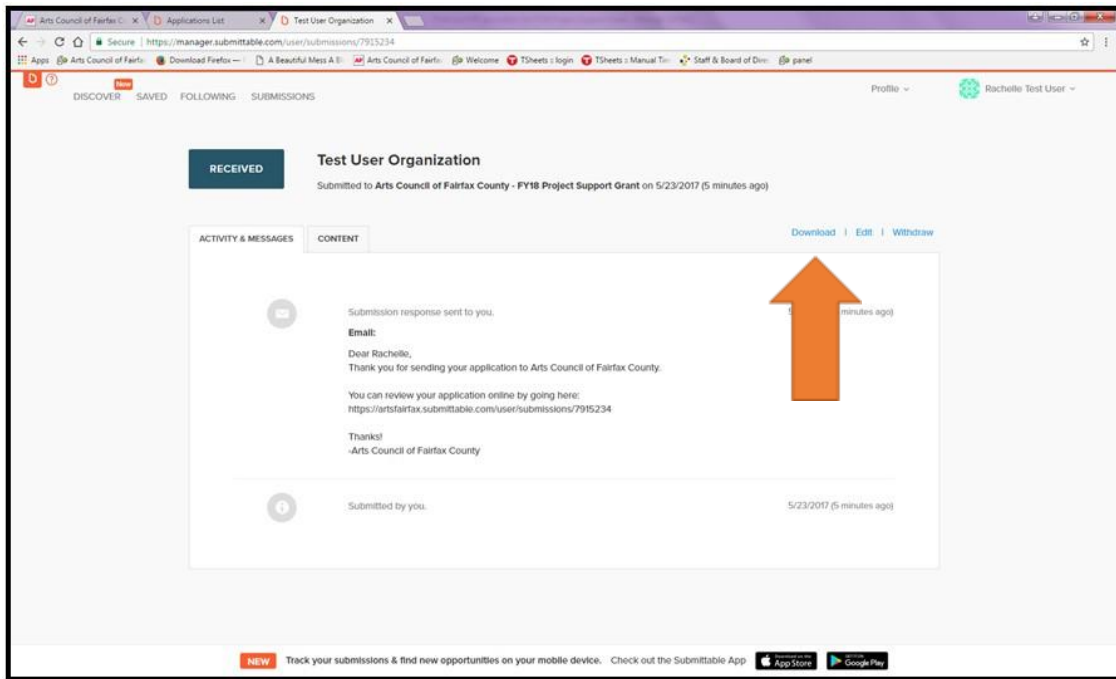 Arts Council of Fairfax C
Applications List
Test User Organization
Secure | https://manager.submittable.com/user/submissions/7915234
Apps
Arts Council of Fairfa
Download Firefox —
A Beautiful Mess A B
Arts Council of Fairfa
Welcome
TSheets : login
TSheets : Manual Tim
Staff & Board of Dire
panel
New
DISCOVER SAVED FOLLOWING SUBMISSIONS
Profile
Rachelle Test User
RECEIVED
Test User Organization
Submitted to Arts Council of Fairfax County - FY18 Project Support Grant on 5/23/2017 (5 minutes ago)
ACTIVITY & MESSAGES
CONTENT
Download | Edit | Withdraw
Submission response sent to you.
minutes ago)
Email:
Dear Rachelle,
Thank you for sending your application to Arts Council of Fairfax County.
You can review your application online by going here:
https://artsfairfax.submittable.com/user/submissions/7915234
Thanks!
-Arts Council of Fairfax County
Submitted by you.
5/23/2017 (5 minutes ago)
NEW Track your submissions & find new opportunities on your mobile device. Check out the Submittable App
App Store
Google Play